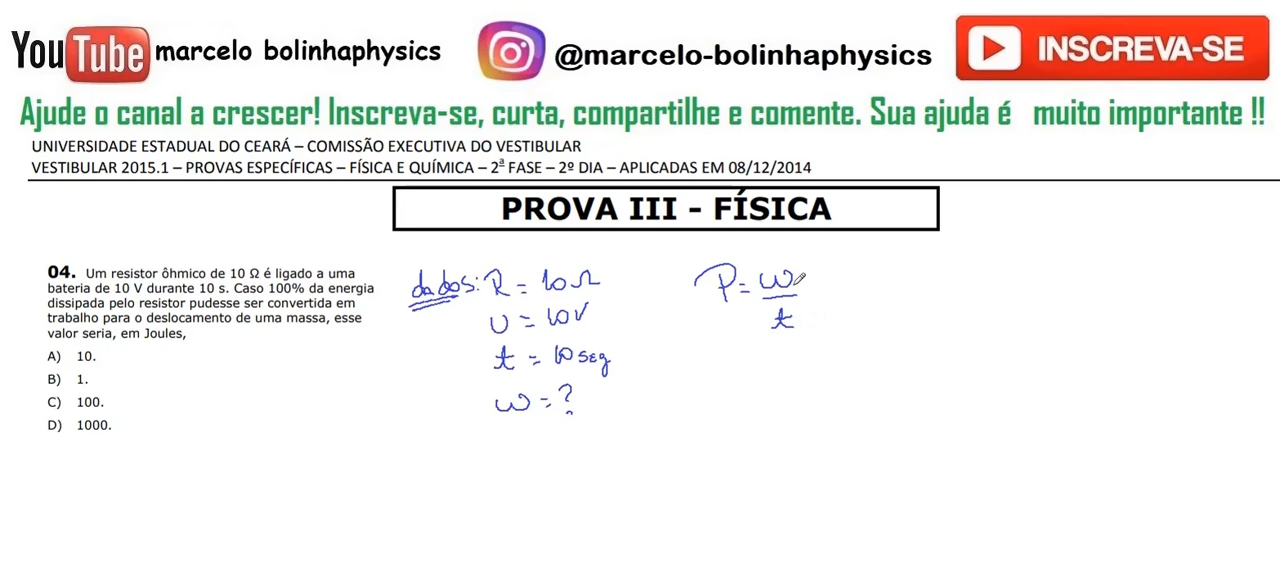 YouTube marcelo bolinhaphysics @marcelo-bolinhaphysics INSCREVA-SE
Ajude o canal a crescer! Inscreva-se, curta, compartilhe e comente. Sua ajuda é muito importante !!
UNIVERSIDADE ESTADUAL DO CEARÁ – COMISSÃO EXECUTIVA DO VESTIBULAR
VESTIBULAR 2015.1 – PROVAS ESPECÍFICAS – FÍSICA E QUÍMICA – 2ª FASE – 2º DIA – APLICADAS EM 08/12/2014
PROVA III - FÍSICA
04. Um resistor ôhmico de 10 Ω é ligado a uma
bateria de 10 V durante 10 s. Caso 100% da energia
dissipada pelo resistor pudesse ser convertida em
trabalho para o deslocamento de uma massa, esse
valor seria, em Joules,
A) 10.
B) 1.
C) 100.
D) 1000.
dados: R = 10Ω
U = 10V
t = 10 seg
ω = ?
P = ω
t